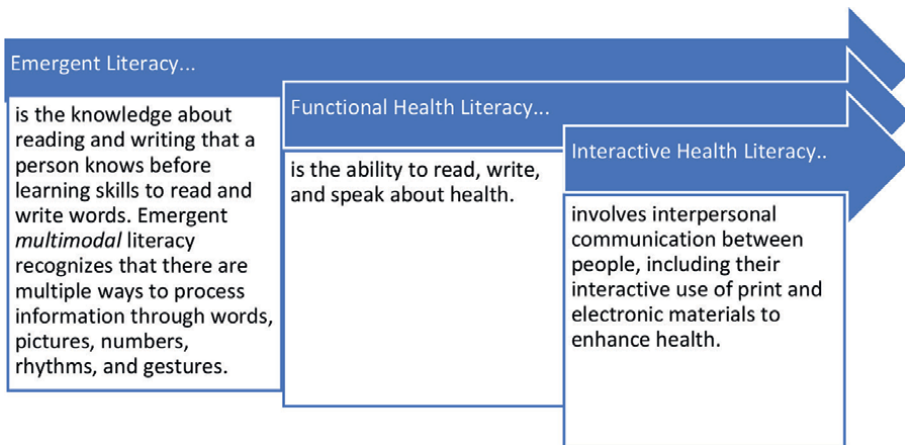 Emergent Literacy...
is the knowledge about
reading and writing that a
person knows before
learning skills to read and
write words. Emergent
multimodal literacy
recognizes that there are
multiple ways to process
information through words,
pictures, numbers,
rhythms, and gestures.
Functional Health Literacy...
is the ability to read, write,
and speak about health.
Interactive Health Literacy..
involves interpersonal
communication between
people, including their
interactive use of print and
electronic materials to
enhance health.